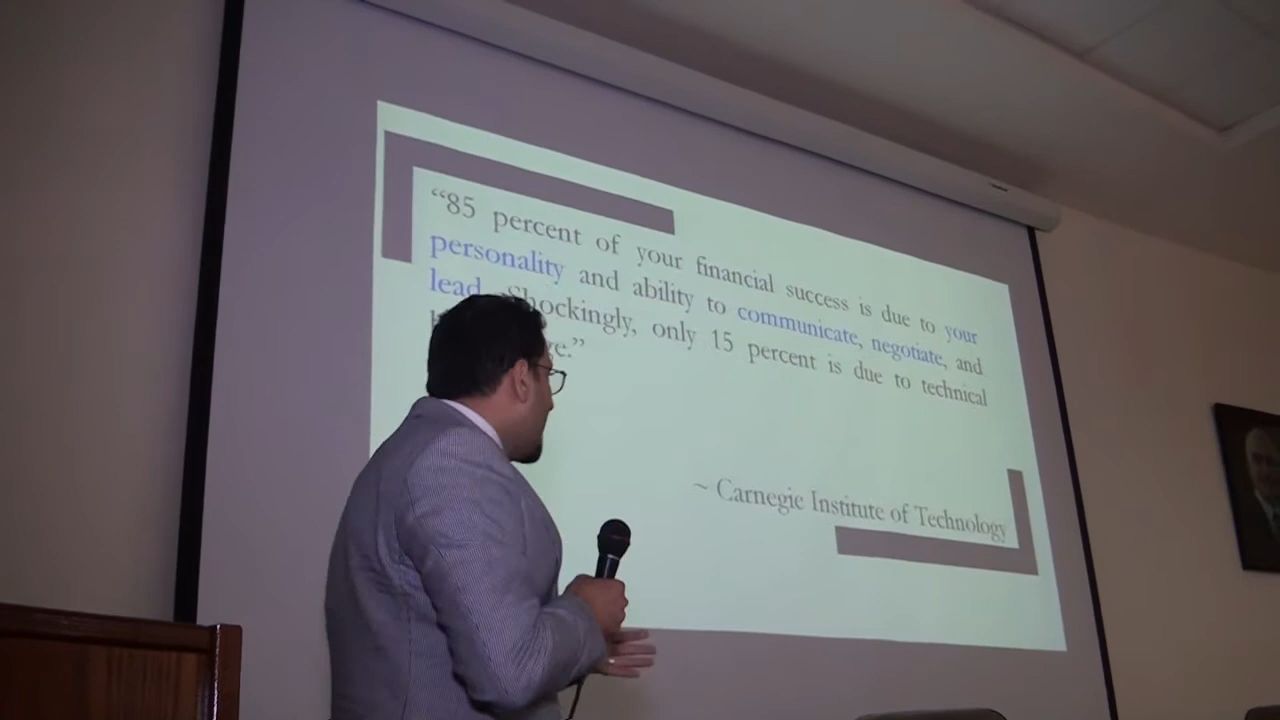 “85 percent of your financial success is due to your
personality and ability to communicate, negotiate, and
lead. Shockingly, only 15 percent is due to technical
~ Carnegie Institute of Technology